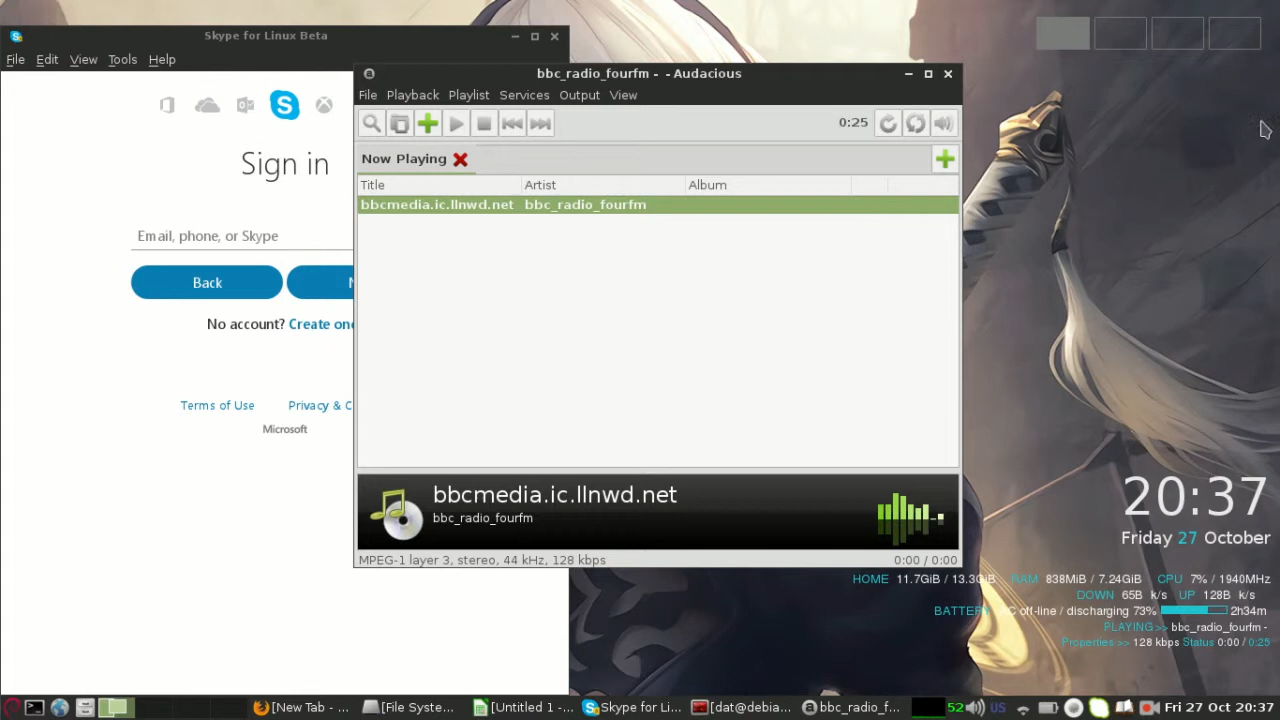 Skype for Linux Beta
File Edit View Tools Help
Sign in
Email, phone, or Skype
Back
No account? Create one
Terms of Use Privacy & C
Microsoft
bbc_radio_fourfm - - Audacious
File Playback Playlist Services Output View
0:25
Now Playing
Title Artist Album
bbcmedia.ic.llnwd.net bbc_radio_fourfm
bbcmedia.ic.llnwd.net
bbc_radio_fourfm
MPEG-1 layer 3, stereo, 44 kHz, 128 kbps 0:00 / 0:00
20:37
Friday 27 October
HOME 11.7GiB / 13.3GiB RAM 838MiB / 7.24GiB CPU 7% / 1940MHz
DOWN 65B k/s UP 128B k/s
BATTERY AC off-line / discharging 73% 2h34m
PLAYING >> bbc_radio_fourfm -
Properties >> 128 kbps Status 0:00 / 0:25
[New Tab - ... [File Syste... [Untitled 1 -... Skype for Li... [dat@debia... bbc_radio_f... 52 US Fri 27 Oct 20:37